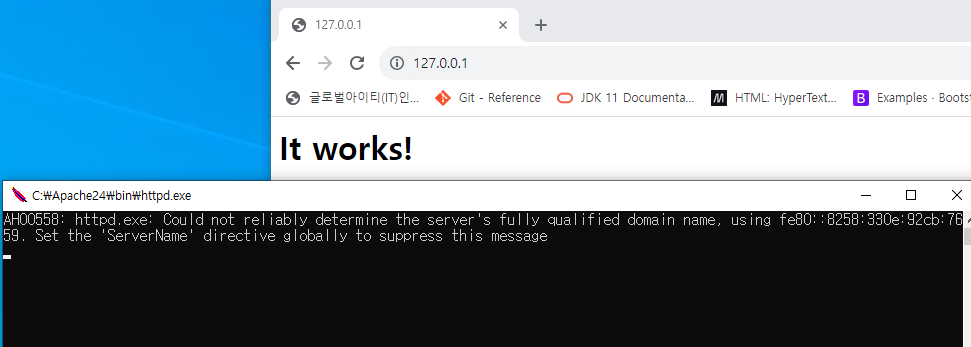 127.0.0.1
127.0.0.1
글로벌아이티(IT)인... Git - Reference JDK 11 Documenta... HTML: HyperText... Examples · Boots
It works!
C:₩Apache24₩bin₩httpd.exe
AH00558: httpd.exe: Could not reliably determine the server's fully qualified domain name, using fe80::8258:330e:92cb:76
59. Set the 'ServerName' directive globally to suppress this message